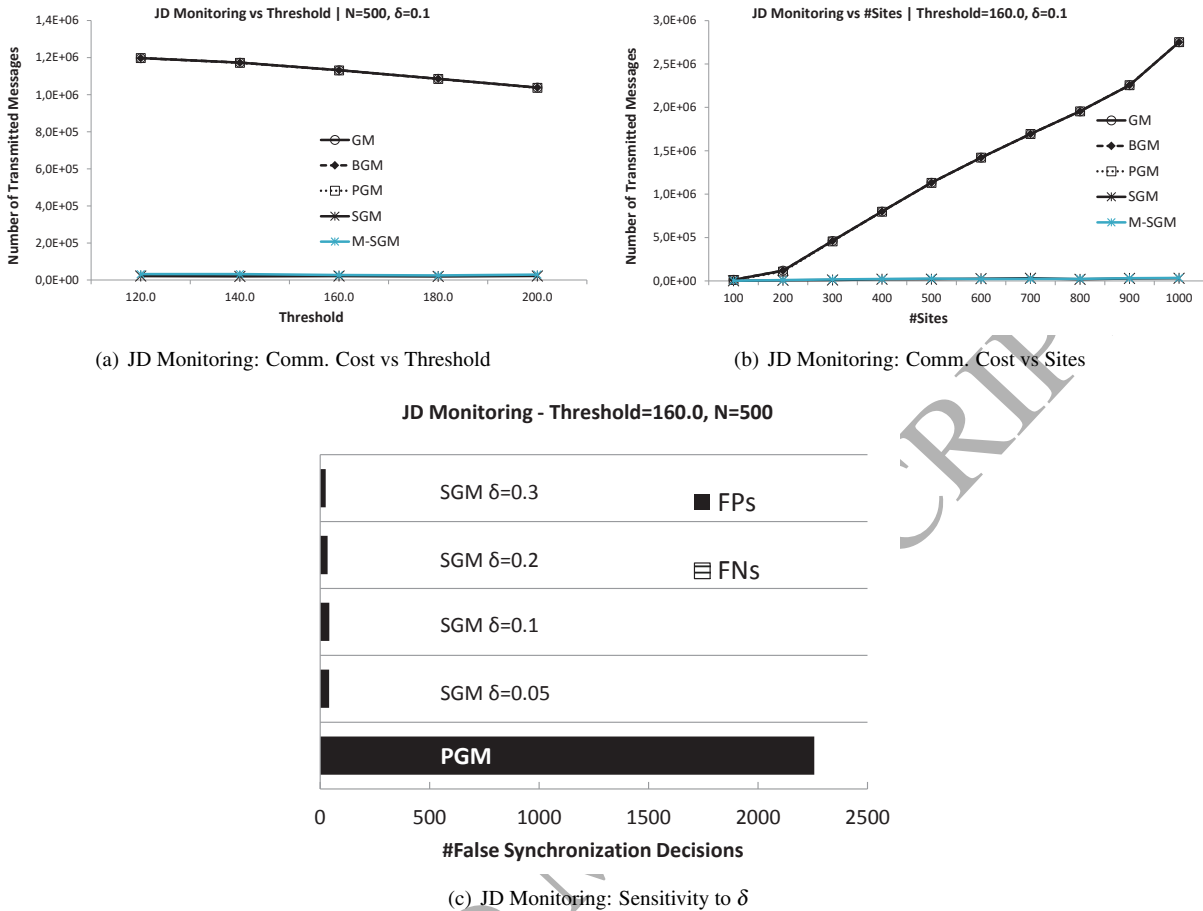 JD Monitoring vs Threshold | N=500, δ=0.1
Number of Transmitted Messages
1,4E+06
1,2E+06
1,0E+06
8,0E+05
6,0E+05
4,0E+05
2,0E+05
0,0E+00
GM
BGM
PGM
SGM
M-SGM
120.0 140.0 160.0 180.0 200.0
Threshold
(a) JD Monitoring: Comm. Cost vs Threshold
JD Monitoring vs #Sites | Threshold=160.0, δ=0.1
Number of Transmitted Messages
3,0E+06
2,5E+06
2,0E+06
1,5E+06
1,0E+06
5,0E+05
0,0E+00
GM
BGM
PGM
SGM
M-SGM
100 200 300 400 500 600 700 800 900 1000
#Sites
(b) JD Monitoring: Comm. Cost vs Sites
JD Monitoring - Threshold=160.0, N=500
SGM δ=0.3
SGM δ=0.2
SGM δ=0.1
SGM δ=0.05
PGM
FPs
FNs
0 500 1000 1500 2000 2500
#False Synchronization Decisions
(c) JD Monitoring: Sensitivity to δ